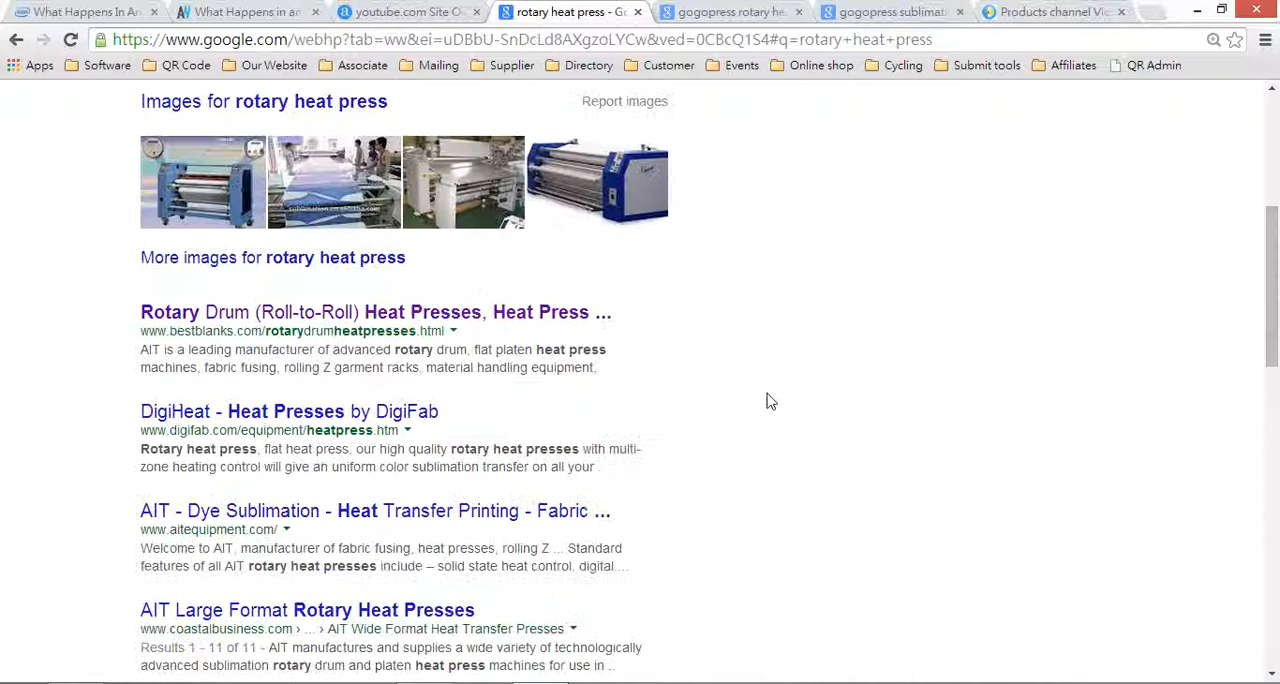 What Happens In An
What Happens in an
youtube.com Site O
rotary heat press - Go
gogopress rotary he
gogopress sublimat
Products channel Vie
https://www.google.com/webhp?tab=ww&ei=uDBbU-SnDcLd8AXgzoLYCw&ved=0CBcQ1S4#q=rotary+heat+press
Apps Software QR Code Our Website Associate Mailing Supplier Directory Customer Events Online shop Cycling Submit tools Affiliates QR Admin
Images for rotary heat press Report images
More images for rotary heat press
Rotary Drum (Roll-to-Roll) Heat Presses, Heat Press ...
www.bestblanks.com/rotarydrumheatpresses.html
AIT is a leading manufacturer of advanced rotary drum, flat platen heat press
machines, fabric fusing, rolling Z garment racks, material handling equipment,
DigiHeat - Heat Presses by DigiFab
www.digifab.com/equipment/heatpress.htm
Rotary heat press, flat heat press, our high quality rotary heat presses with multi-
zone heating control will give an uniform color sublimation transfer on all your
AIT - Dye Sublimation - Heat Transfer Printing - Fabric ...
www.aitequipment.com/
Welcome to AIT, manufacturer of fabric fusing, heat presses, rolling Z ... Standard
features of all AIT rotary heat presses include – solid state heat control, digital ...
AIT Large Format Rotary Heat Presses
www.coastalbusiness.com › ... › AIT Wide Format Heat Transfer Presses
Results 1 - 11 of 11 - AIT manufactures and supplies a wide variety of technologically
advanced sublimation rotary drum and platen heat press machines for use in ..